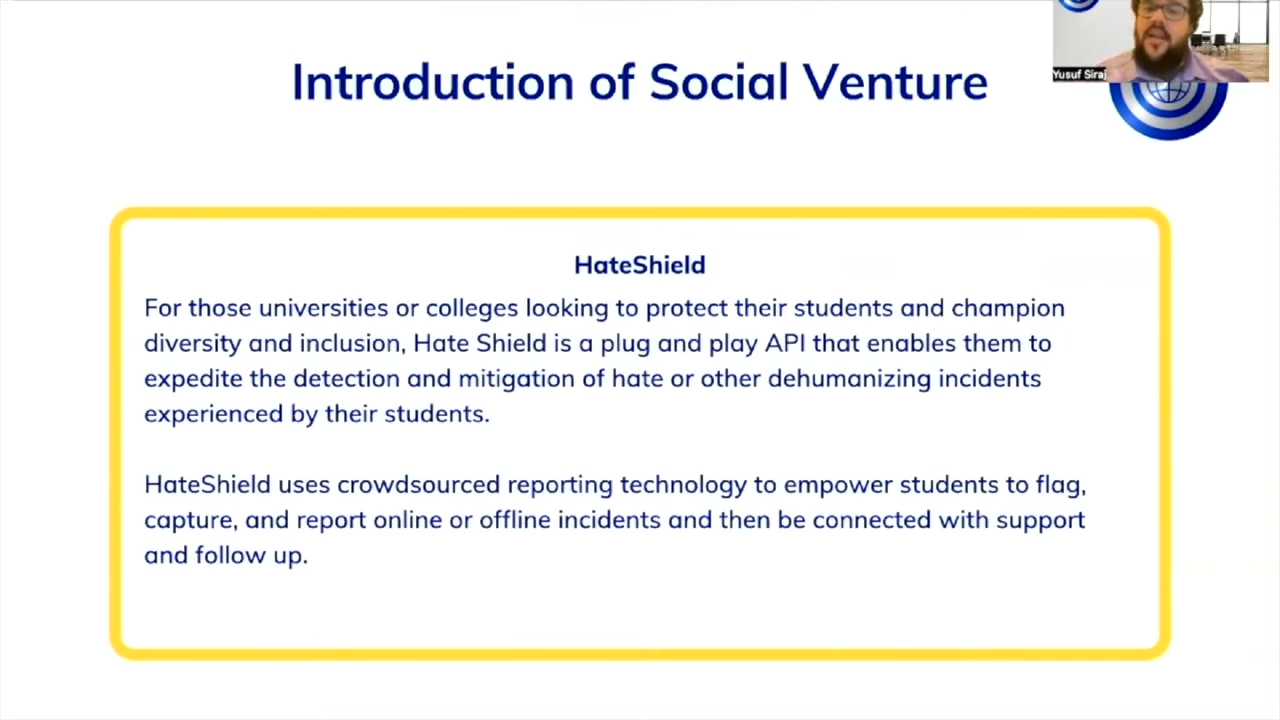 Introduction of Social Venture
Yusuf Siraj
HateShield
For those universities or colleges looking to protect their students and champion
diversity and inclusion, Hate Shield is a plug and play API that enables them to
expedite the detection and mitigation of hate or other dehumanizing incidents
experienced by their students.
HateShield uses crowdsourced reporting technology to empower students to flag,
capture, and report online or offline incidents and then be connected with support
and follow up.